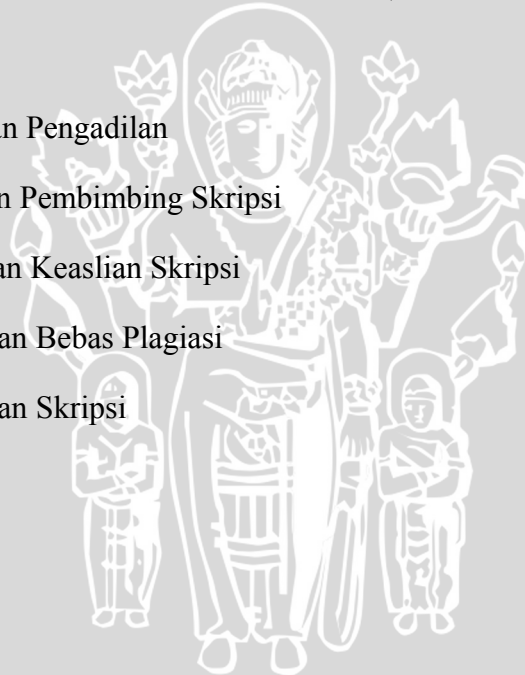 an Pengadilan
n Pembimbing Skripsi
an Keaslian Skripsi
an Bebas Plagiasi
an Skripsi